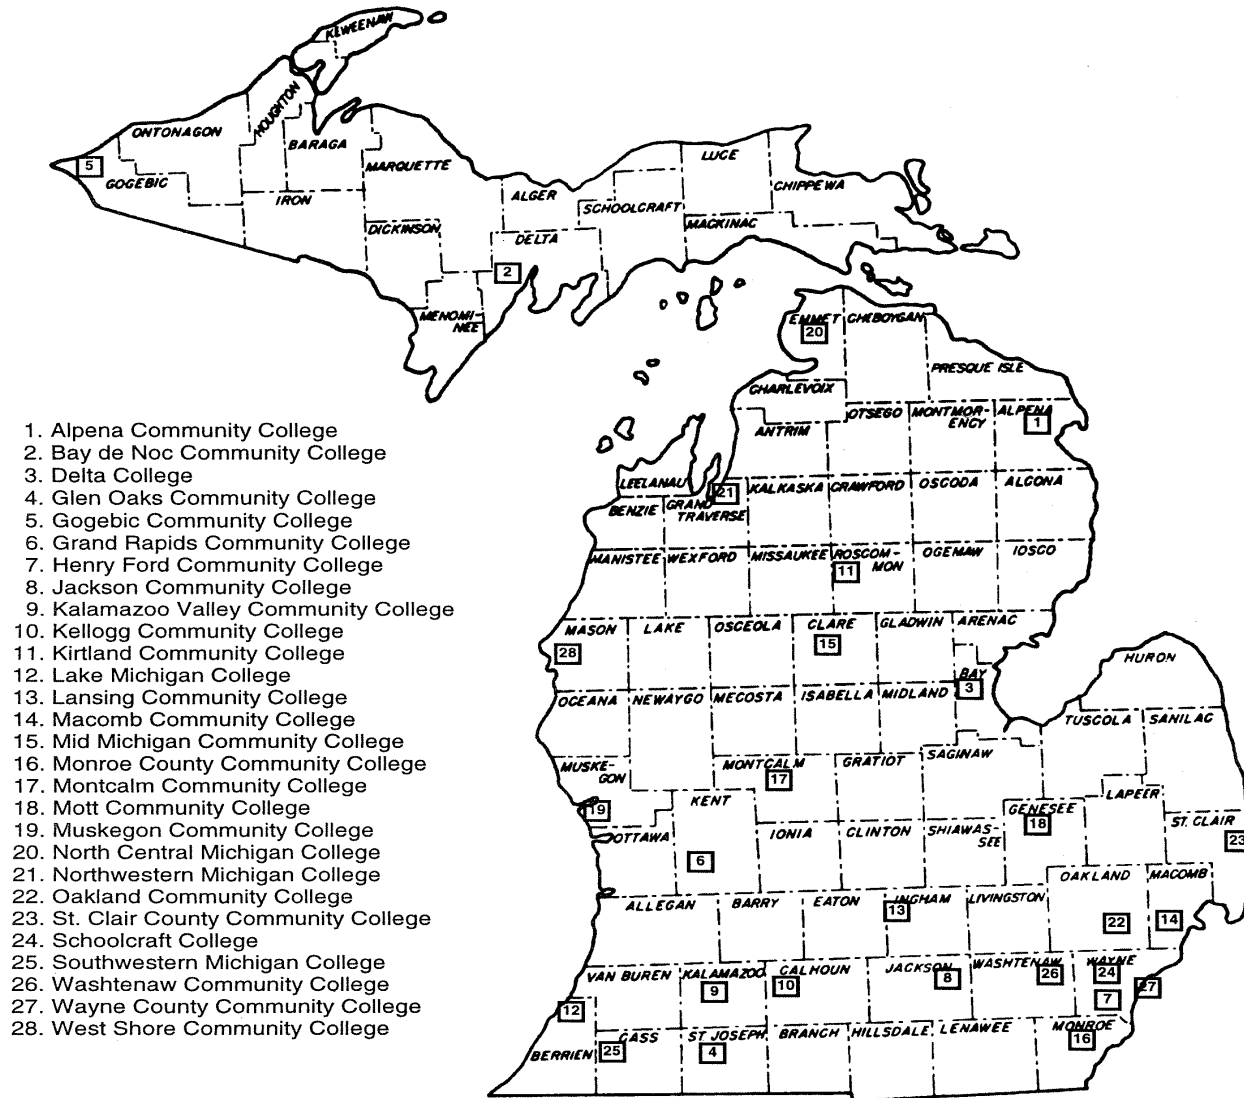 KEWEENAW
HOUGHTON
ONTONAGON
BARAGA
MARQUETTE
LUCE
5
GOGEBIC
IRON
ALGER
CHIPPEWA
SCHOOLCRAFT
DICKINSON
MACKINAC
DELTA
2
MENOMI-
NEE
EMMET
CHEBOYGAN
20
PRESQUE ISLE
CHARLEVOIX
OTSEGO
MONTMOR-
ENCY
ALPENA
1
ANTRIM
LEELANAU
21
KALKASKA
CRAWFORD
OSCODA
ALCONA
BENZIE
GRAND
TRAVERSE
MANISTEE
WEXFORD
MISSAUKEE
ROSCOM-
MON
OGEMAW
IOSCO
11
MASON
LAKE
OSCEOLA
CLARE
GLADWIN
ARENAC
28
15
HURON
BAY
3
OCEANA
NEWAYGO
MECOSTA
ISABELLA
MIDLAND
TUSCOLA
SANILAC
MUSKE-
GON
MONTCALM
17
GRATIOT
SAGINAW
19
KENT
GENESEE
18
LAPEER
ST. CLAIR
23
OTTAWA
IONIA
CLINTON
SHIAWAS-
SEE
6
OAKLAND
MACOMB
ALLEGAN
BARRY
EATON
INGHAM
13
LIVINGSTON
22
14
VAN BUREN
KALAMAZOO
9
CALHOUN
10
JACKSON
8
WASHTENAW
26
WAYNE
24
7
27
12
BERRIEN
CASS
25
ST JOSEPH
4
BRANCH
HILLSDALE
LENAWEE
MONROE
16
1. Alpena Community College
2. Bay de Noc Community College
3. Delta College
4. Glen Oaks Community College
5. Gogebic Community College
6. Grand Rapids Community College
7. Henry Ford Community College
8. Jackson Community College
9. Kalamazoo Valley Community College
10. Kellogg Community College
11. Kirtland Community College
12. Lake Michigan College
13. Lansing Community College
14. Macomb Community College
15. Mid Michigan Community College
16. Monroe County Community College
17. Montcalm Community College
18. Mott Community College
19. Muskegon Community College
20. North Central Michigan College
21. Northwestern Michigan College
22. Oakland Community College
23. St. Clair County Community College
24. Schoolcraft College
25. Southwestern Michigan College
26. Washtenaw Community College
27. Wayne County Community College
28. West Shore Community College